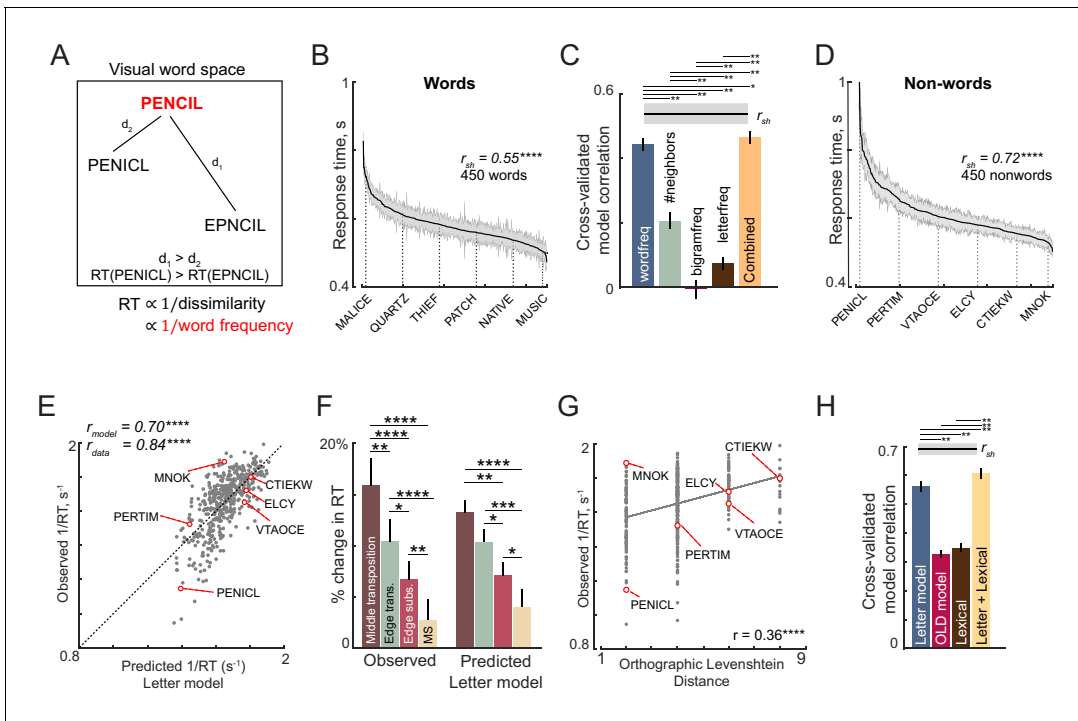 A
Visual word space
PENCIL
d2
d1
PENICL
EPNCIL
d1 > d2
RT(PENICL) > RT(EPNCIL)
RT ∝ 1/dissimilarity
∝ 1/word frequency
B
Words
1
Response time, s
0.4
rsh = 0.55****
450 words
MALICE
QUARTZ
THIEF
PATCH
NATIVE
MUSIC
C
**
**
**
**
**
**
**
*
**
0.6
rsh
Cross-validated
model correlation
0
wordfreq
#neighbors
bigramfreq
letterfreq
Combined
D
Non-words
1
Response time, s
0.4
rsh = 0.72****
450 nonwords
PENICL
PERTIM
VTAOCE
ELCY
CTIEKW
MNOK
E
rmodel = 0.70****
rdata = 0.84****
2
Observed 1/RT, s-1
MNOK
CTIEKW
ELCY
PERTIM
VTAOCE
PENICL
0.8
2
Predicted 1/RT (s-1)
Letter model
F
20%
% change in RT
0
****
****
**
****
*
**
****
**
***
*
*
Middle transposition
Edge trans.
Edge subs.
MS
Observed
Predicted
Letter model
G
2
Observed 1/RT, s-1
0.8
CTIEKW
MNOK
ELCY
VTAOCE
PERTIM
PENICL
r = 0.36****
1
9
Orthographic Levenshtein
Distance
H
**
**
**
**
0.7
rsh
Cross-validated
model correlation
0
Letter model
OLD model
Lexical
Letter + Lexical